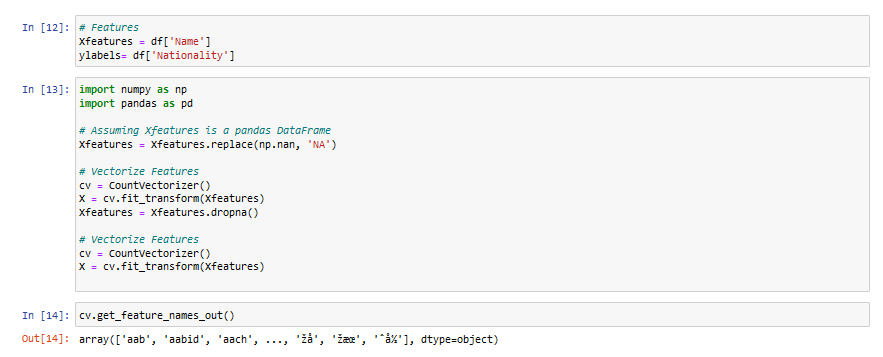 In [12]: # Features
Xfeatures = df['Name']
ylabels= df['Nationality']
In [13]: import numpy as np
import pandas as pd
# Assuming Xfeatures is a pandas DataFrame
Xfeatures = Xfeatures.replace(np.nan, 'NA')
# Vectorize Features
cv = CountVectorizer()
X = cv.fit_transform(Xfeatures)
Xfeatures = Xfeatures.dropna()
# Vectorize Features
cv = CountVectorizer()
X = cv.fit_transform(Xfeatures)
In [14]: cv.get_feature_names_out()
Out[14]: array(['aab', 'aabid', 'aach', ..., 'žå', 'žæœ', 'ˆå¾'], dtype=object)